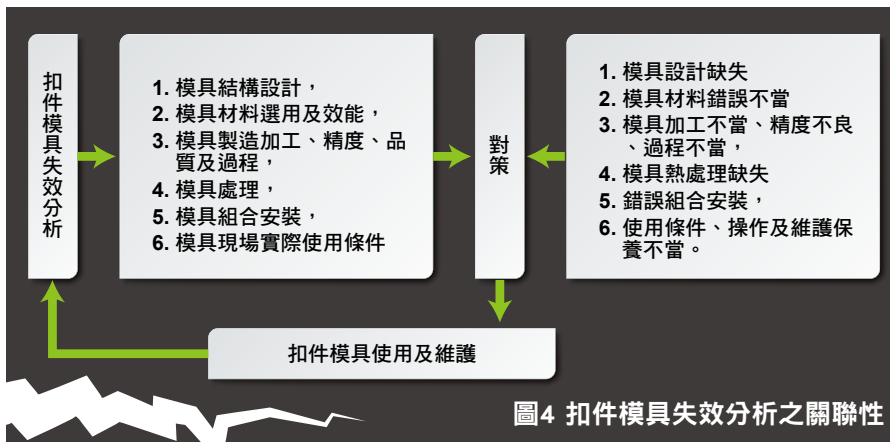 扣件模具失效分析
1. 模具結構設計，
2. 模具材料選用及效能，
3. 模具製造加工、精度、品
質及過程，
4. 模具處理，
5. 模具組合安裝，
6. 模具現場實際使用條件
對策
1. 模具設計缺失
2. 模具材料錯誤不當
3. 模具加工不當、精度不良
、過程不當，
4. 模具熱處理缺失
5. 錯誤組合安裝，
6. 使用條件、操作及維護保
養不當。
扣件模具使用及維護
圖4 扣件模具失效分析之關聯性